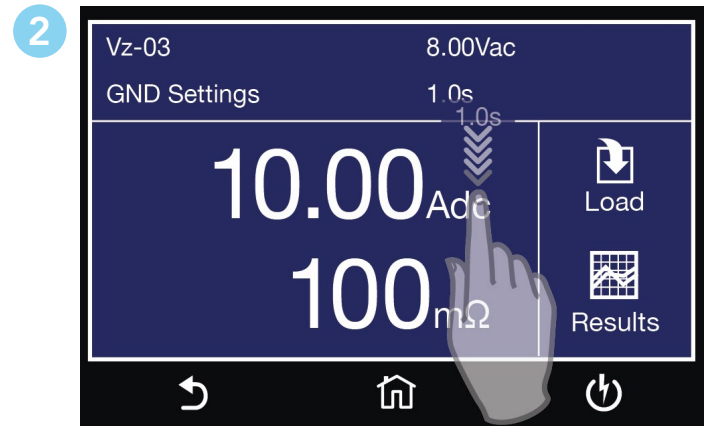 2
Vz-03 8.00Vac
GND Settings 1.0s
1.0s
10.00Adc
Load
100mΩ
Results